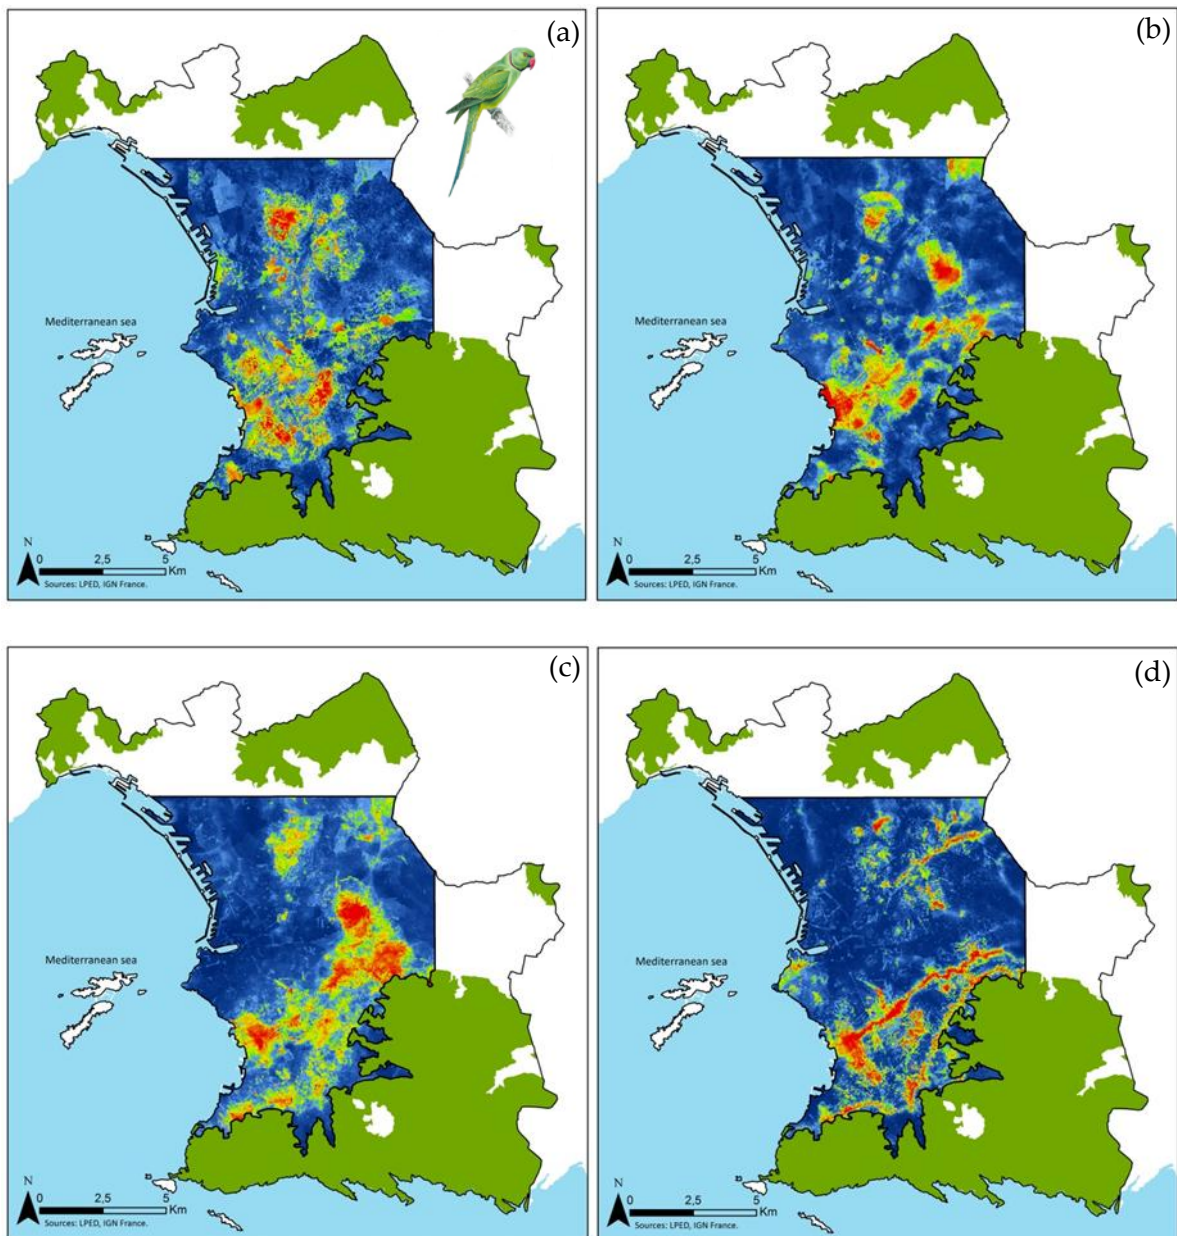 (a)
Mediterranean sea
N
0 2,5 5
Km
Sources: LPED, IGN France.
(b)
Mediterranean sea
N
0 2,5 5
Km
Sources: LPED, IGN France.
(c)
Mediterranean sea
N
0 2,5 5
Km
Sources: LPED, IGN France.
(d)
Mediterranean sea
N
0 2,5 5
Km
Sources: LPED, IGN France.